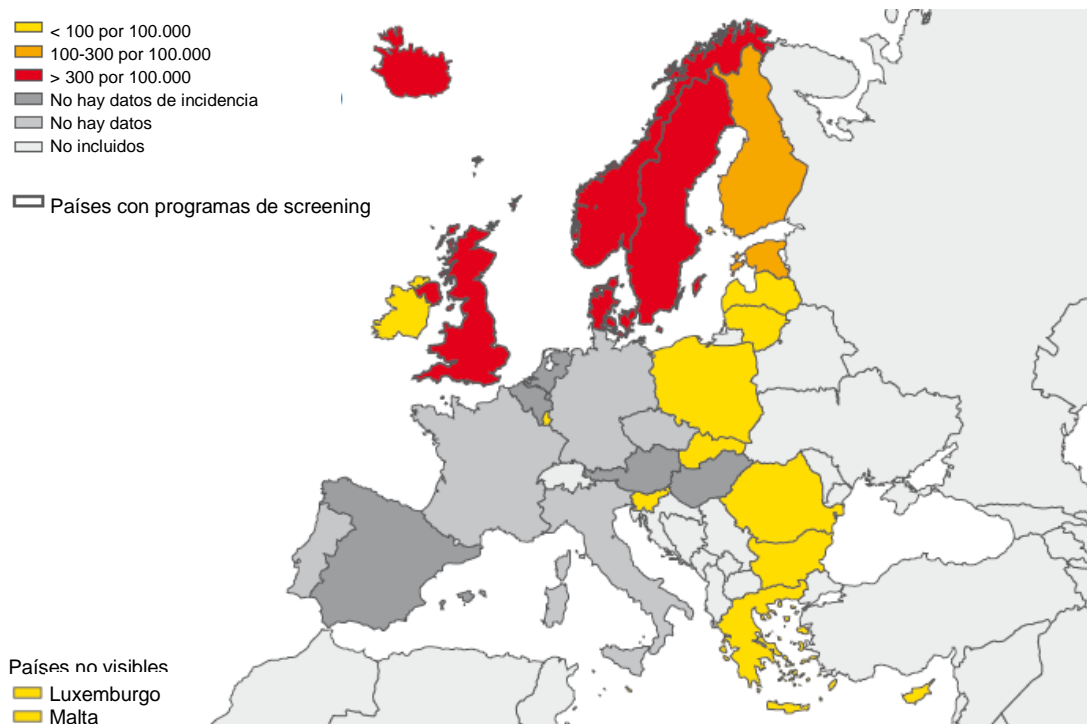 < 100 por 100.000
100-300 por 100.000
> 300 por 100.000
No hay datos de incidencia
No hay datos
No incluidos
Países con programas de screening
Países no visibles
Luxemburgo
Malta